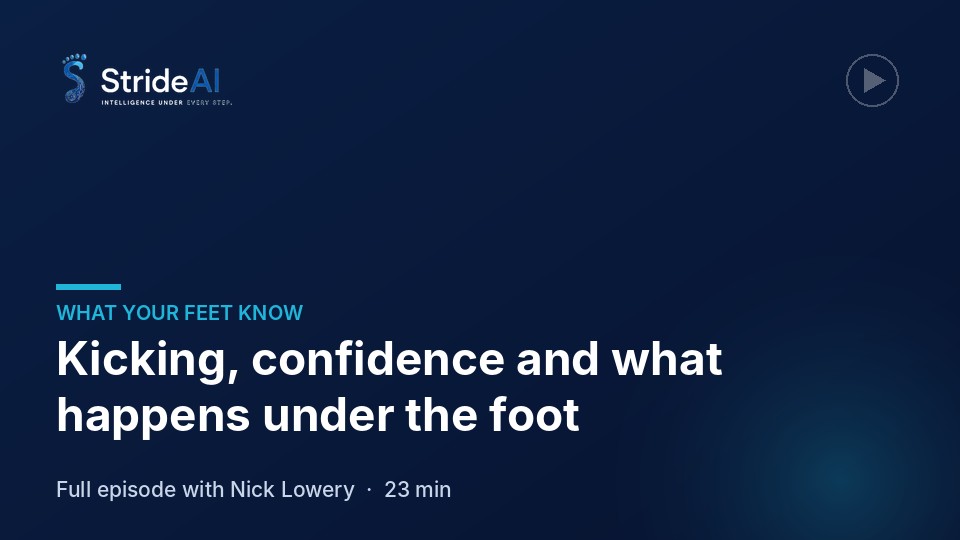 StrideAI
INTELLIGENCE UNDER EVERY STEP.
WHAT YOUR FEET KNOW
Kicking, confidence and what
happens under the foot
Full episode with Nick Lowery · 23 min